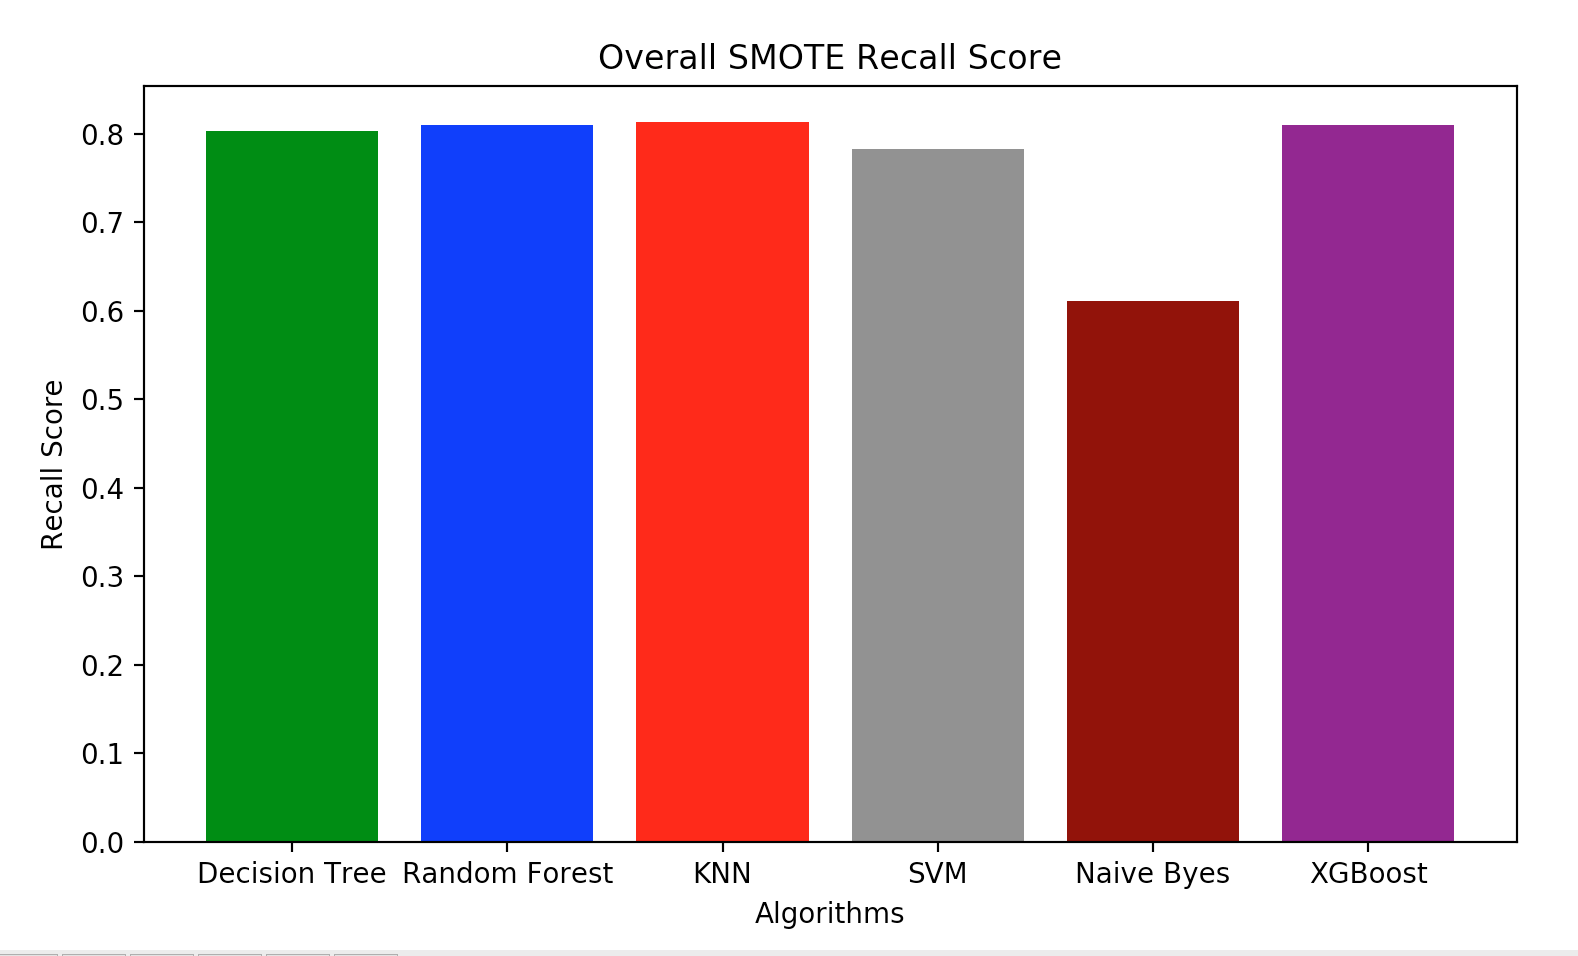 Overall SMOTE Recall Score
Recall Score
0.8
0.7
0.6
0.5
0.4
0.3
0.2
0.1
0.0
Decision Tree Random Forest KNN SVM Naive Byes XGBoost
Algorithms